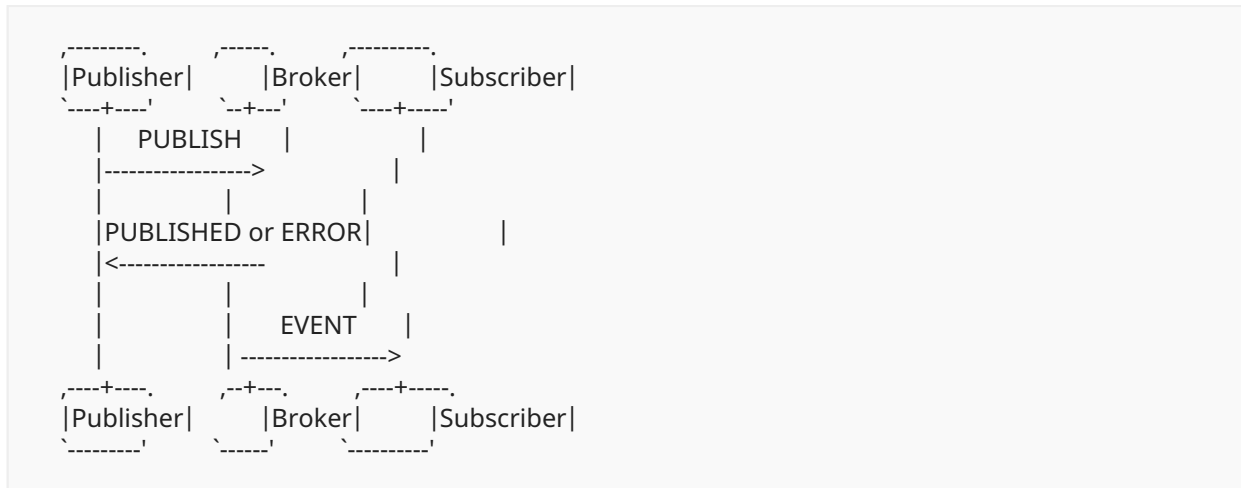 ,---------.          ,------.          ,----------.
|Publisher|          |Broker|          |Subscriber|
`----+----'          `--+---'          `----+-----'
     |     PUBLISH      |                   |
     |------------------>                   |
     |                  |                   |
     |PUBLISHED or ERROR|                   |
     |<------------------                   |
     |                  |                   |
     |                  |       EVENT       |
     |                  | ------------------>
,----+----.          ,--+---.          ,----+-----.
|Publisher|          |Broker|          |Subscriber|
`---------'          `------'          `----------'